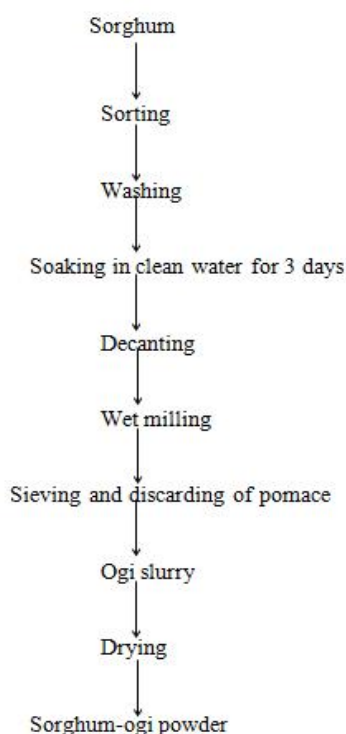 Sorghum
Sorting
Washing
Soaking in clean water for 3 days
Decanting
Wet milling
Sieving and discarding of pomace
Ogi slurry
Drying
Sorghum-ogi powder